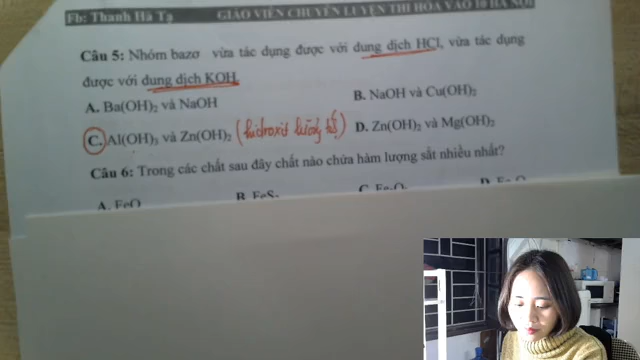 Fb: Thanh Hà Tạ GIÁO VIÊN CHUYÊN LUYỆN THI HÓA VÀO 10 HÀ NỘI
Câu 5: Nhóm bazơ vừa tác dụng được với dung dịch HCl, vừa tác dụng
được với dung dịch KOH.
A. Ba(OH)₂ và NaOH B. NaOH và Cu(OH)₂
C. Al(OH)₃ và Zn(OH)₂ (hidroxit lưỡng tính) D. Zn(OH)₂ và Mg(OH)₂
Câu 6: Trong các chất sau đây chất nào chứa hàm lượng sắt nhiều nhất?
A. FeO B. FeS₂ C. D.